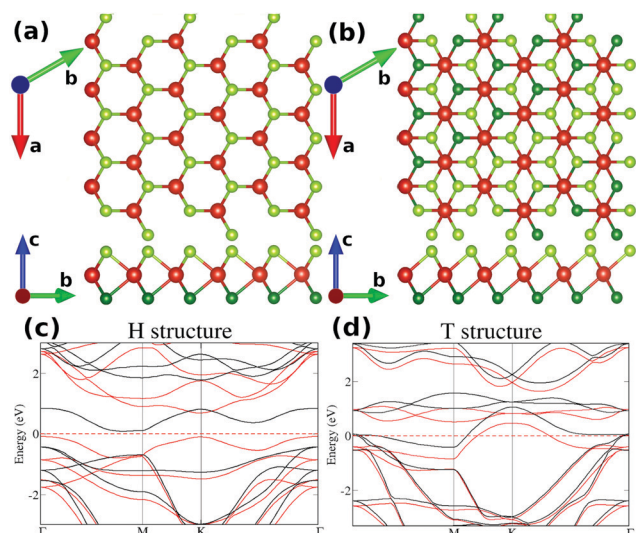 (a)
b
a
(b)
b
a
c
b
c
b
(c)
H structure
Energy (eV)
2
0
-2
Γ
M
K
Γ
(d)
T structure
Energy (eV)
2
0
-2
Γ
M
K
Γ